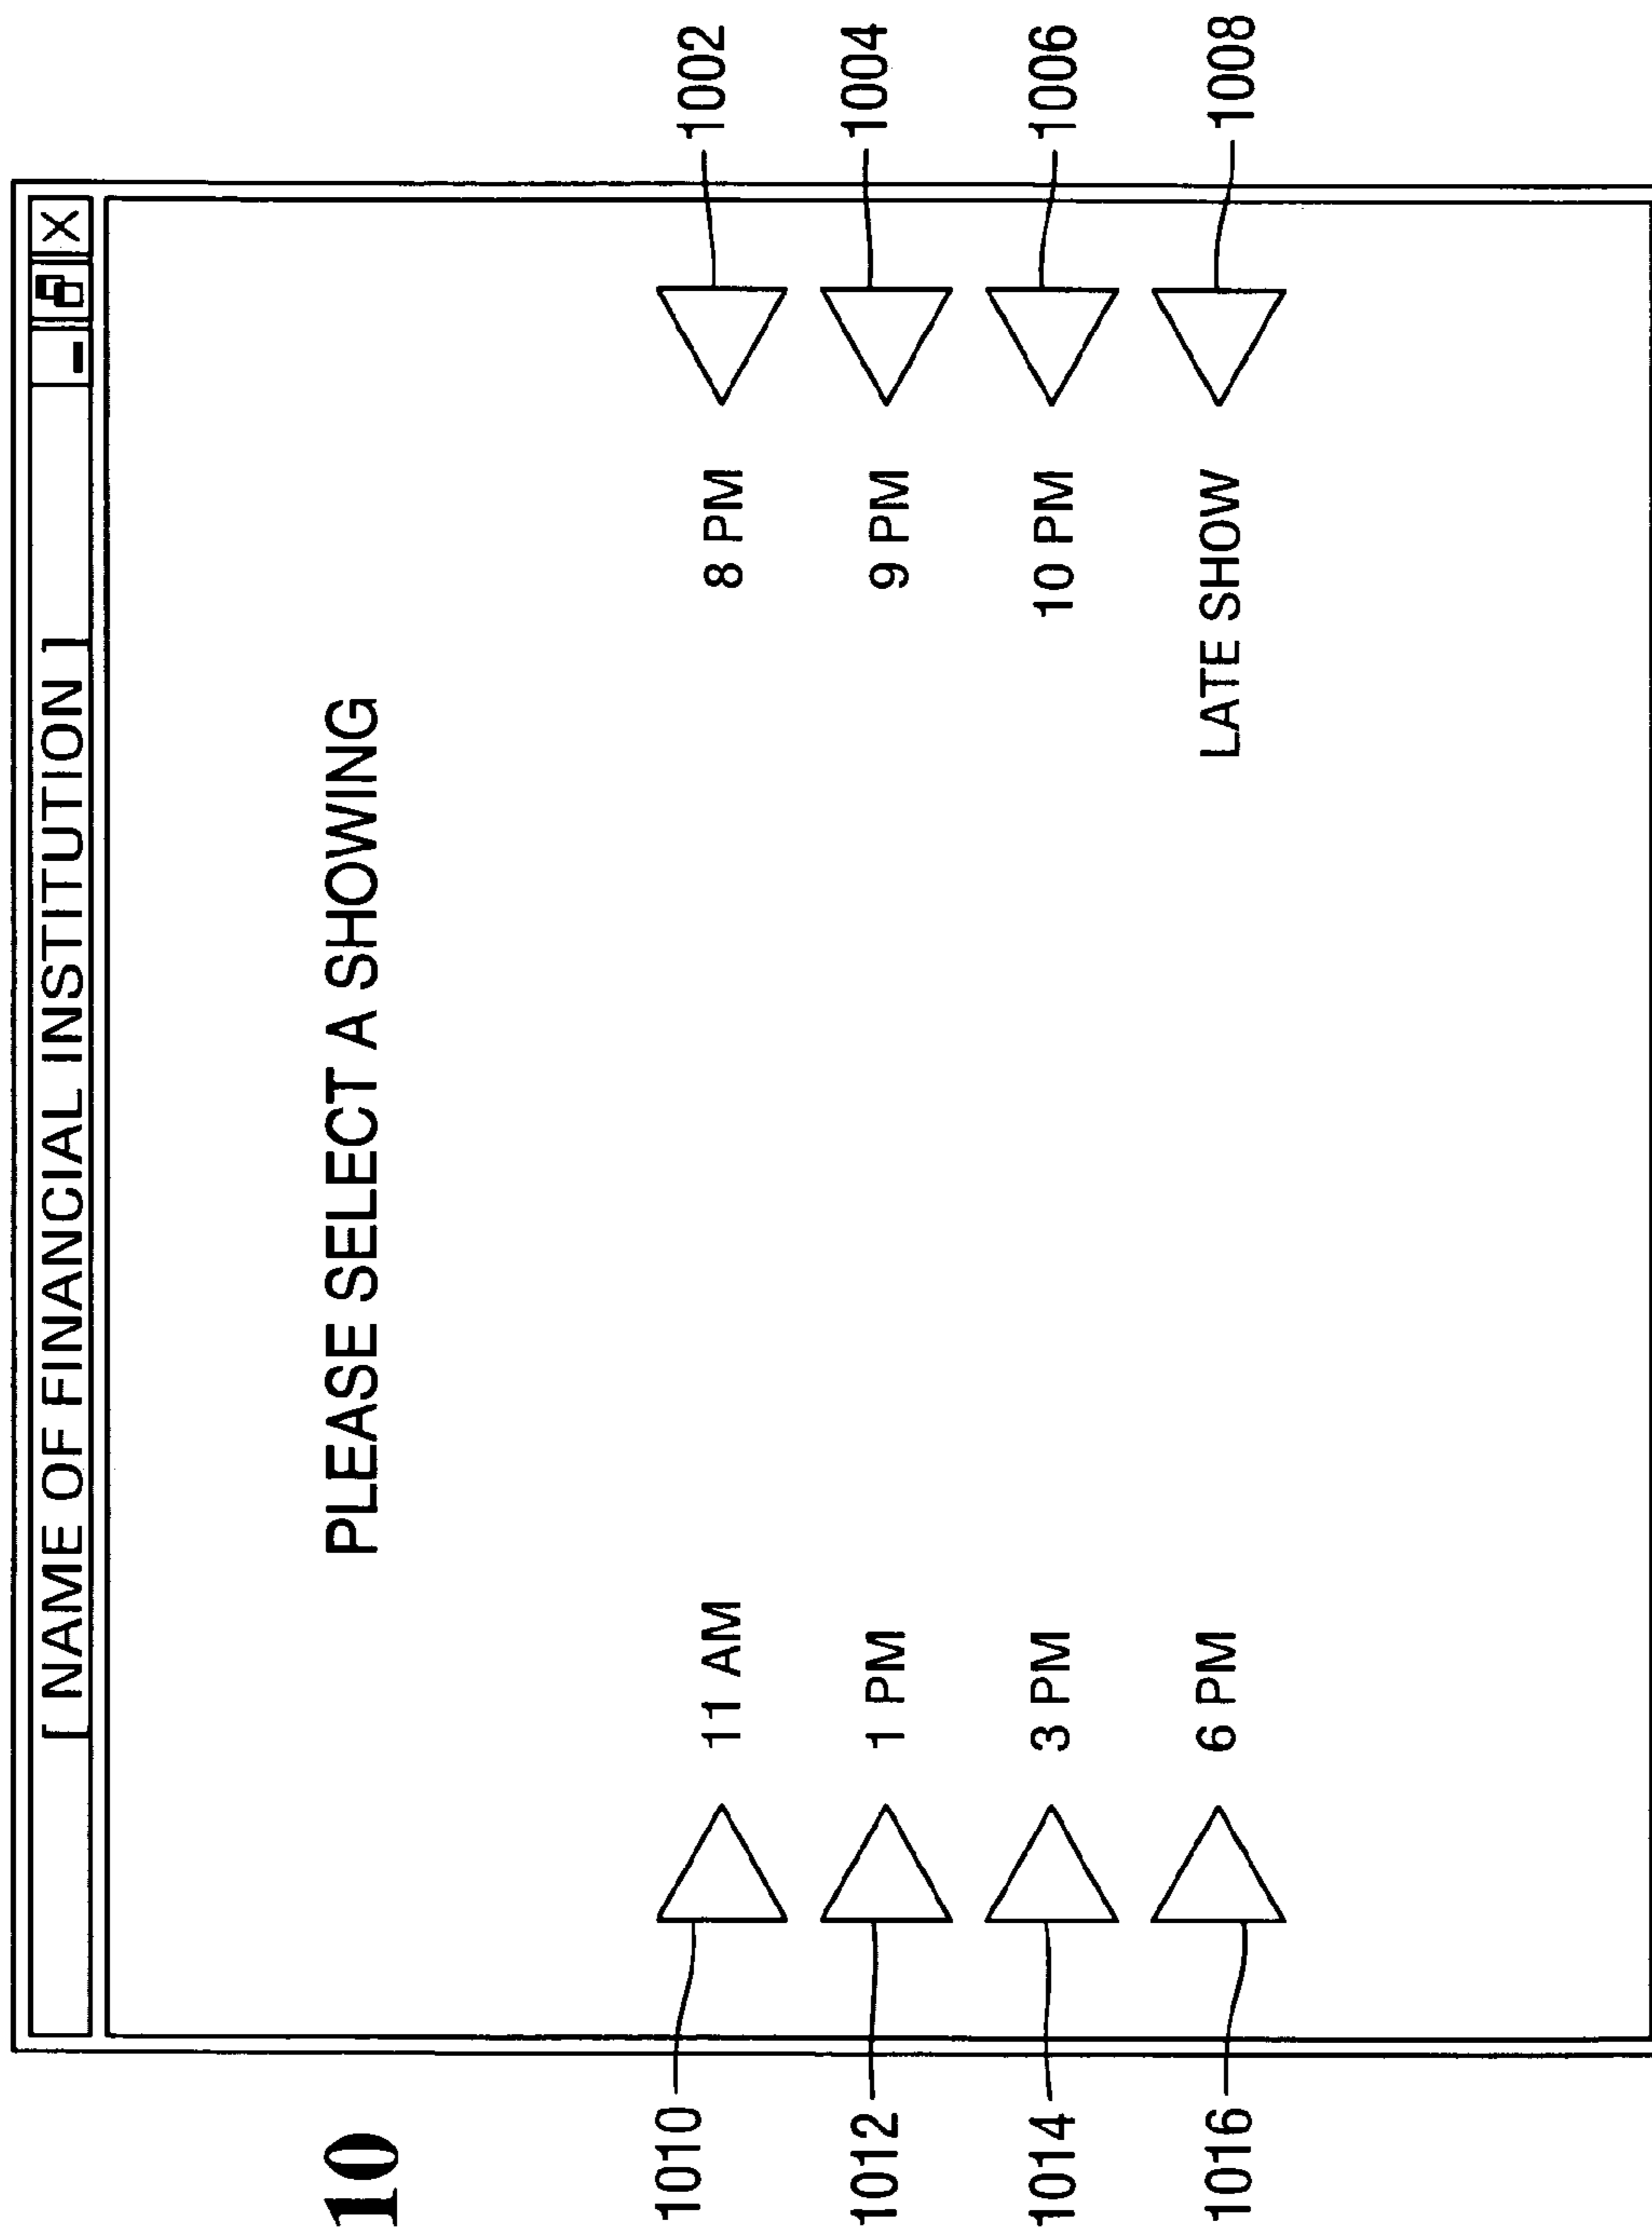 [ NAME OF FINANCIAL INSTITUTION ]
10
PLEASE SELECT A SHOWING
1010 11 AM 8 PM 1002
1012 1 PM 9 PM 1004
1014 3 PM 10 PM 1006
1016 6 PM LATE SHOW 1008